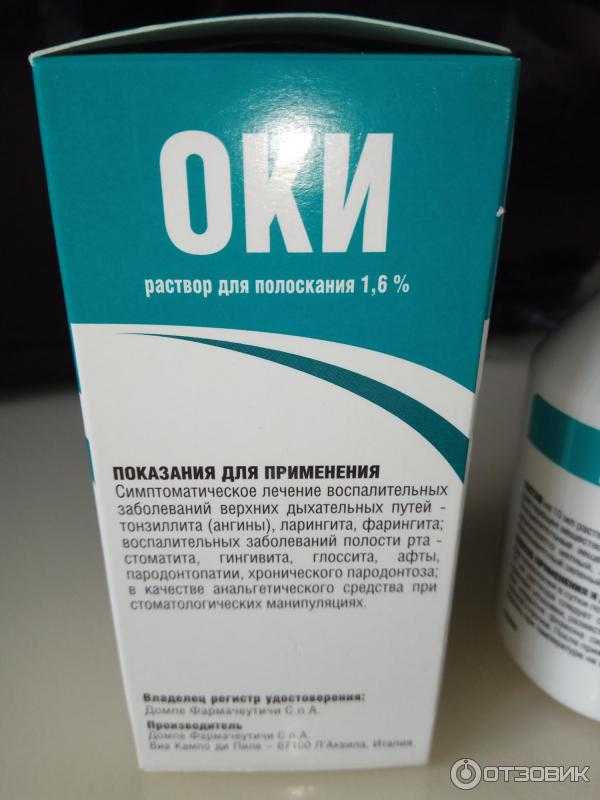 ОКИ
раствор для полоскания 1,6 %
ПОКАЗАНИЯ ДЛЯ ПРИМЕНЕНИЯ
Симптоматическое лечение воспалительных
заболеваний верхних дыхательных путей -
тонзиллита (ангины), ларингита, фарингита;
воспалительных заболеваний полости рта -
стоматита, гингивита, глоссита, афты,
пародонтопатии, хронического пародонтоза;
в качестве анальгетического средства при
стоматологических манипуляциях.
Владелец регистр удостоверения:
Домпе Фармачеутичи С.п.А.
Производитель
Домпе Фармачеутичи С.п.А.
Виа Кампо ди Пиле - 67100 Л'Аквила, Италия
ПРИМЕНЕНИЯ И
ОТЗОВИК